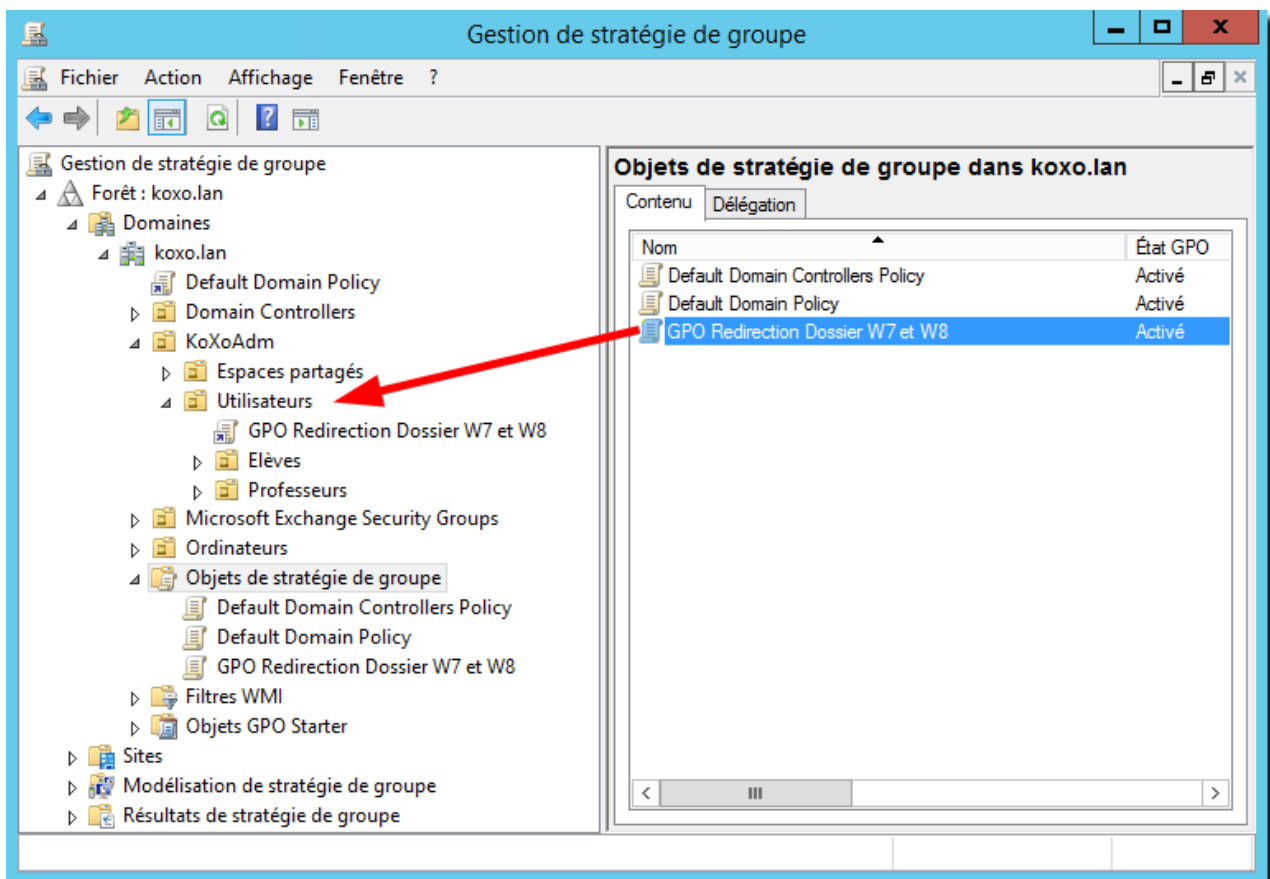 Gestion de stratégie de groupe
Fichier Action Affichage Fenêtre ?
Gestion de stratégie de groupe
Forêt : koxo.lan
Domaines
koxo.lan
Default Domain Policy
Domain Controllers
KoXoAdm
Espaces partagés
Utilisateurs
GPO Redirection Dossier W7 et W8
Elèves
Professeurs
Microsoft Exchange Security Groups
Ordinateurs
Objets de stratégie de groupe
Default Domain Controllers Policy
Default Domain Policy
GPO Redirection Dossier W7 et W8
Filtres WMI
Objets GPO Starter
Sites
Modélisation de stratégie de groupe
Résultats de stratégie de groupe
Objets de stratégie de groupe dans koxo.lan
Contenu Délégation
Nom État GPO
Default Domain Controllers Policy Activé
Default Domain Policy Activé
GPO Redirection Dossier W7 et W8 Activé